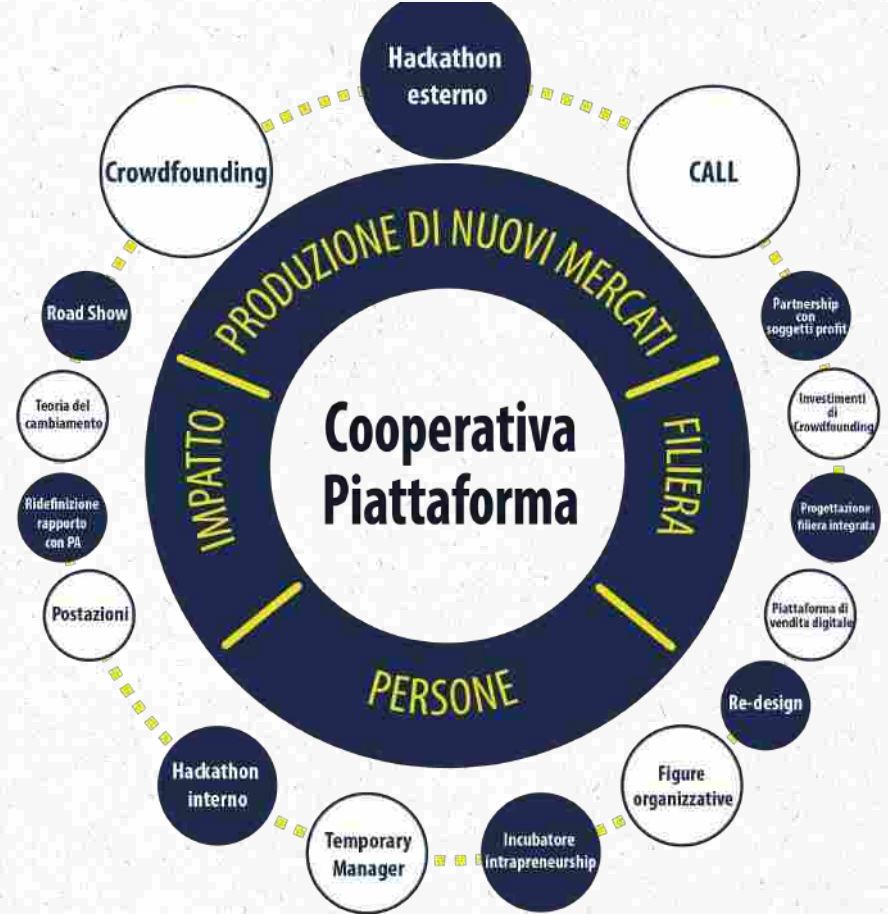 Hackathon
esterno
Crowdfounding
CALL
PRODUZIONE DI NUOVI MERCATI
Road Show
Partnership
con
soggetti profit
Teoria del
cambiamento
Investimenti
di
Crowdfounding
IMPATTO
Cooperativa
Piattaforma
FILIERA
Ridefinizione
rapporto
con PA
Progettazione
filiera integrata
Postazioni
Piattaforma di
vendita digitale
PERSONE
Re-design
Hackathon
interno
Figure
organizzative
Temporary
Manager
Incubatore
intrapreneurship